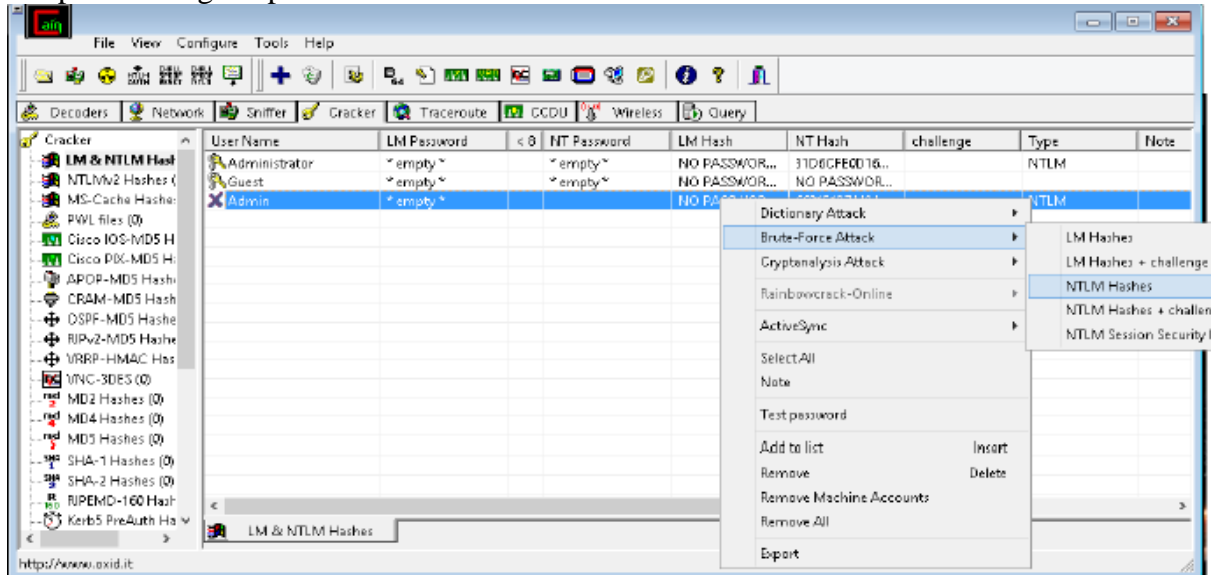 Cain
File View Configure Tools Help
Decoders Network Sniffer Cracker Traceroute CCDU Wireless Query
Cracker
LM & NTLM Hash
NTLMv2 Hashes (
MS-Cache Hashe:
PWL files (0)
Cisco IOS-MD5 H
Cisco PIX-MD5 H:
APOP-MD5 Hash
CRAM-MD5 Hash
OSPF-MD5 Hashe
RIPv2-MD5 Hashe
VRRP-HMAC Has
VNC-3DES (0)
MD2 Hashes (0)
MD4 Hashes (0)
MD5 Hashes (0)
SHA-1 Hashes (0)
SHA-2 Hashes (0)
RIPEMD-160 Hash
Kerb5 PreAuth Ha
User Name LM Password < 8 NT Password LM Hash NT Hash challenge Type Note
Administrator * empty * * empty * NO PASSWOR... 31D6CFE0D16... NTLM
Guest * empty * * empty * NO PASSWOR... NO PASSWOR...
Admin * empty * NTLM
Dictionary Attack
Brute-Force Attack
Cryptanalysis Attack
Rainbowcrack-Online
ActiveSync
Select All
Note
Test password
Add to list Insert
Remove Delete
Remove Machine Accounts
Remove All
Export
LM Hashes
LM Hashes + challenge
NTLM Hashes
NTLM Hashes + challen
NTLM Session Security
LM & NTLM Hashes
http://www.oxid.it